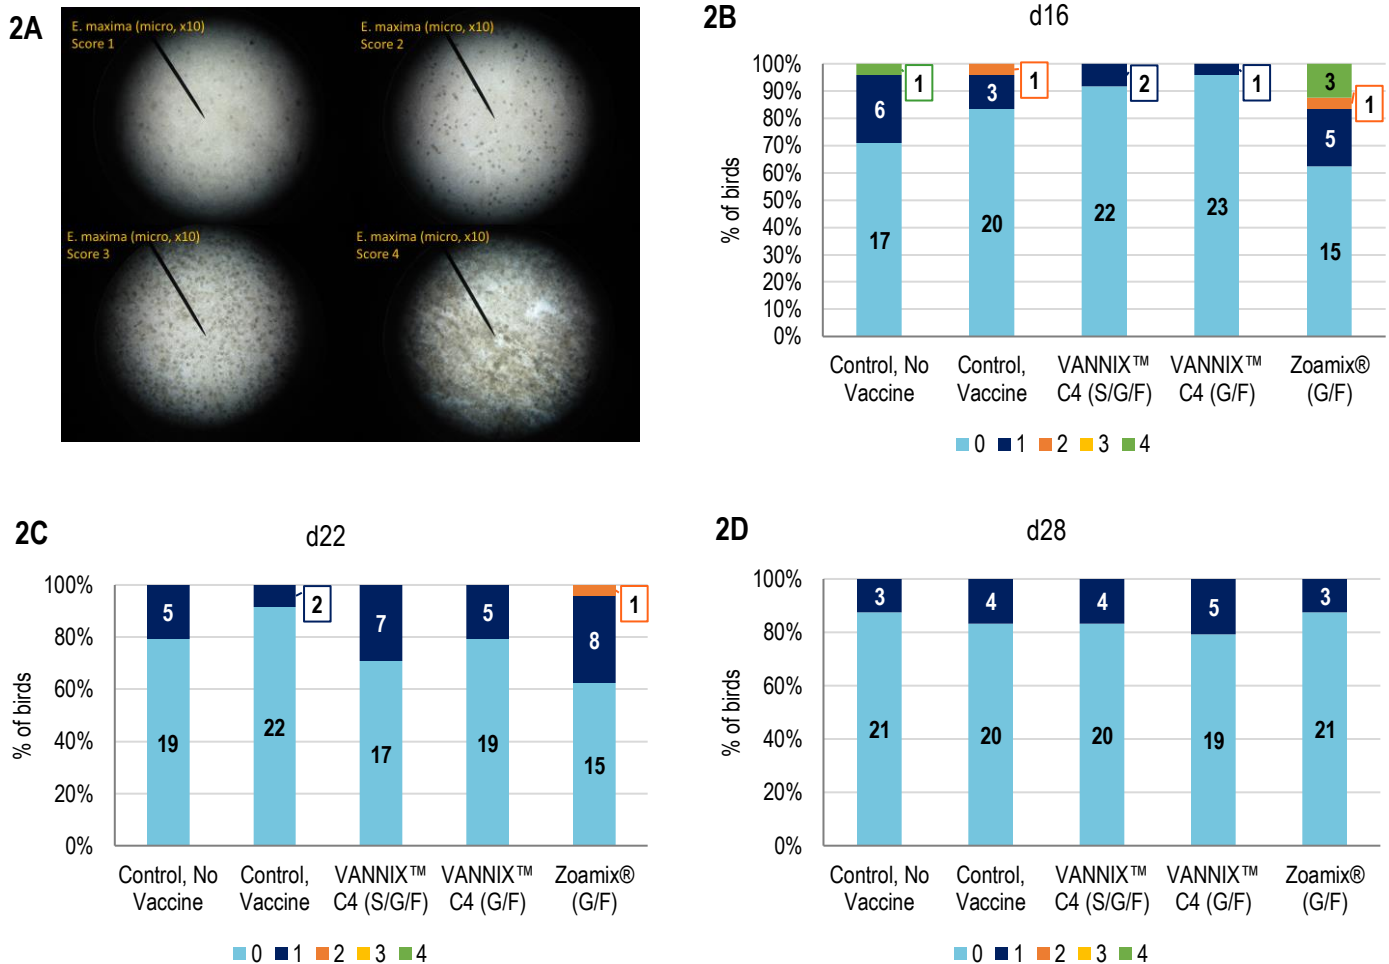 2A
E. maxima (micro, x10)
Score 1
E. maxima (micro, x10)
Score 2
E. maxima (micro, x10)
Score 3
E. maxima (micro, x10)
Score 4
2B
d16
% of birds
100%
90%
80%
70%
60%
50%
40%
30%
20%
10%
0%
1
6
17
1
3
20
2
22
1
23
3
1
5
15
Control, No
Vaccine
Control,
Vaccine
VANNIX™
C4 (S/G/F)
VANNIX™
C4 (G/F)
Zoamix®
(G/F)
0 1 2 3 4
2C
d22
% of birds
100%
80%
60%
40%
20%
0%
5
19
2
22
7
17
5
19
1
8
15
Control, No
Vaccine
Control,
Vaccine
VANNIX™
C4 (S/G/F)
VANNIX™
C4 (G/F)
Zoamix®
(G/F)
0 1 2 3 4
2D
d28
% of birds
100%
80%
60%
40%
20%
0%
3
21
4
20
4
20
5
19
3
21
Control, No
Vaccine
Control,
Vaccine
VANNIX™
C4 (S/G/F)
VANNIX™
C4 (G/F)
Zoamix®
(G/F)
0 1 2 3 4